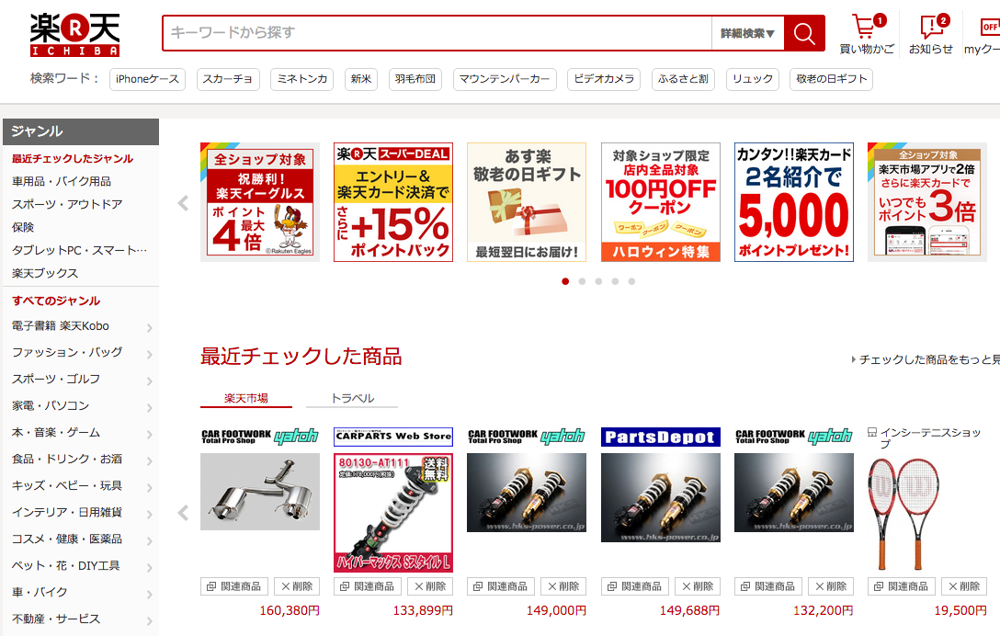 楽R天
ICHIBA
キーワードから探す
詳細検索▼
1
買い物かご
2
お知らせ
OFF
myクー
検索ワード：
iPhoneケース
スカーチョ
ミネトンカ
新米
羽毛布団
マウンテンパーカー
ビデオカメラ
ふるさと割
リュック
敬老の日ギフト
ジャンル
最近チェックしたジャンル
車用品・バイク用品
スポーツ・アウトドア
保険
タブレットPC・スマート…
楽天ブックス
すべてのジャンル
電子書籍 楽天Kobo
ファッション・バッグ
スポーツ・ゴルフ
家電・パソコン
本・音楽・ゲーム
食品・ドリンク・お酒
キッズ・ベビー・玩具
インテリア・日用雑貨
コスメ・健康・医薬品
ペット・花・DIY工具
車・バイク
不動産・サービス
全ショップ対象
祝勝利！
楽天イーグルス
ポイント最大
4倍
©Rakuten Eagles
楽R天 スーパーDEAL
エントリー＆
楽天カード決済で
さらに+15%
ポイントバック
あす楽
敬老の日ギフト
最短翌日にお届け！
対象ショップ限定
店内全品対象
100円OFF
クーポン
クーポン クーポン クーポン
ハロウィン特集
カンタン!!楽天カード
2名紹介で
5,000
ポイントプレゼント!
全ショップ対象
楽天市場アプリで2倍
さらに楽天カードで
いつでも
ポイント3倍
最近チェックした商品
チェックした商品をもっと見
楽天市場
トラベル
CAR FOOTWORK yatoh
Total Pro Shop
関連商品
×削除
160,380円
CARPARTS Web Store
80130-AT111
送料無料
ハイパーマックス Sスタイル L
関連商品
×削除
133,899円
CAR FOOTWORK yatoh
Total Pro Shop
www.hks-power.co.jp
関連商品
×削除
149,000円
PartsDepot
www.hks-power.co.jp
関連商品
×削除
149,688円
CAR FOOTWORK yatoh
Total Pro Shop
www.hks-power.co.jp
関連商品
×削除
132,200円
インシーテニスショッ
プ
関連商品
×削除
19,500円